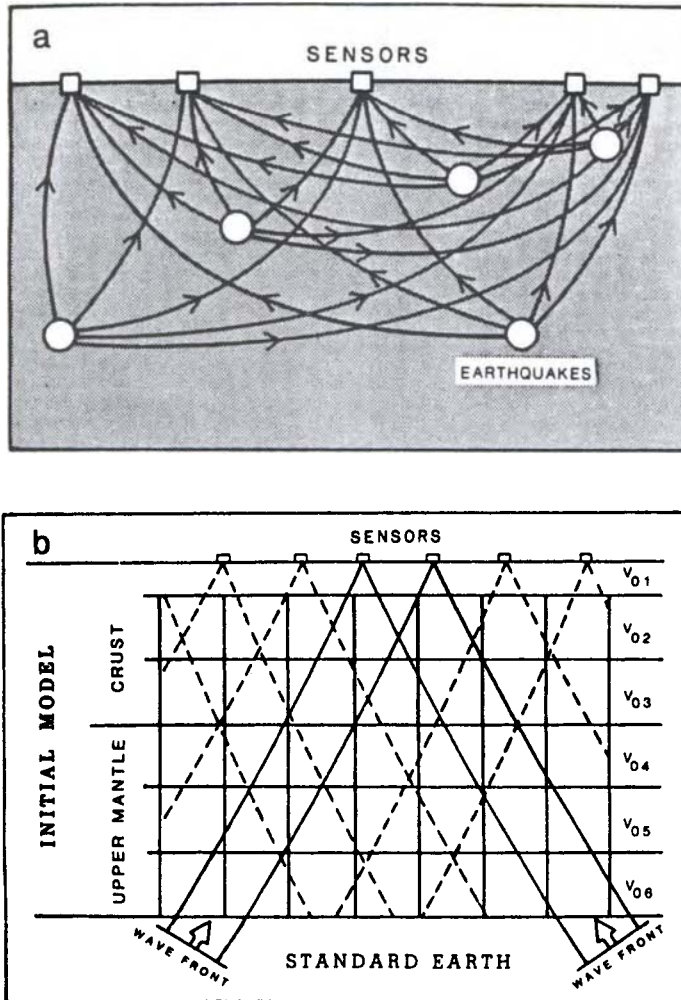 a
SENSORS
EARTHQUAKES
b
SENSORS
INITIAL MODEL
CRUST
UPPER MANTLE
V01
V02
V03
V04
V05
V06
WAVE FRONT
STANDARD EARTH
WAVE FRONT